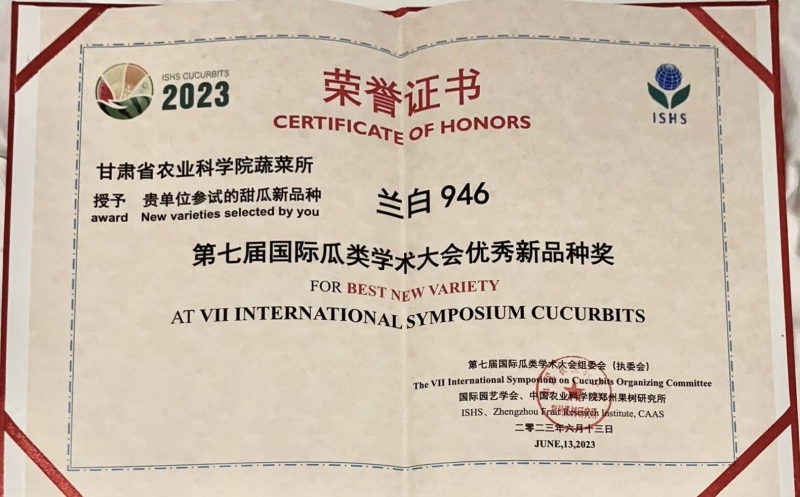 ISHS CUCURBITS
2023
荣誉证书
CERTIFICATE OF HONORS
ISHS
甘肃省农业科学院蔬菜所
授予 贵单位参试的甜瓜新品种 兰白 946
award New varieties selected by you
第七届国际瓜类学术大会优秀新品种奖
FOR BEST NEW VARIETY
AT VII INTERNATIONAL SYMPOSIUM CUCURBITS
第七届国际瓜类学术大会组委会（执委会）
The VII International Symposium on Cucurbits Organizing Committee
国际园艺学会、中国农业科学院郑州果树研究所
ISHS、Zhengzhou Fruit Research Institute, CAAS
二零二三年六月十三日
JUNE,13,2023